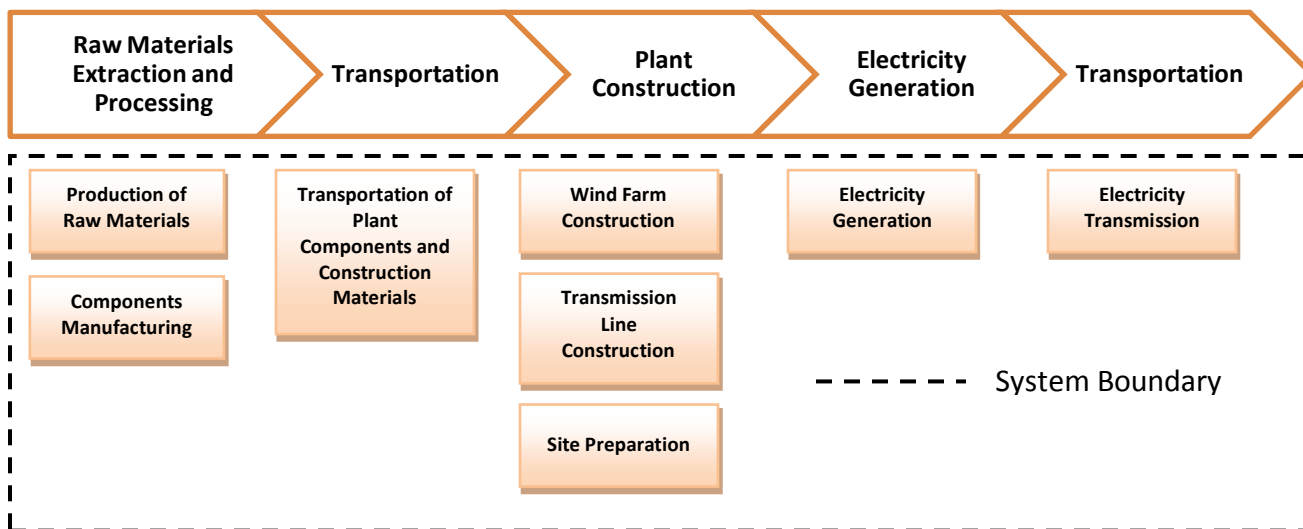 Raw Materials
Extraction and
Processing
Transportation
Plant
Construction
Electricity
Generation
Transportation
Production of
Raw Materials
Components
Manufacturing
Transportation of
Plant
Components and
Construction
Materials
Wind Farm
Construction
Transmission
Line
Construction
Site Preparation
Electricity
Generation
Electricity
Transmission
System Boundary